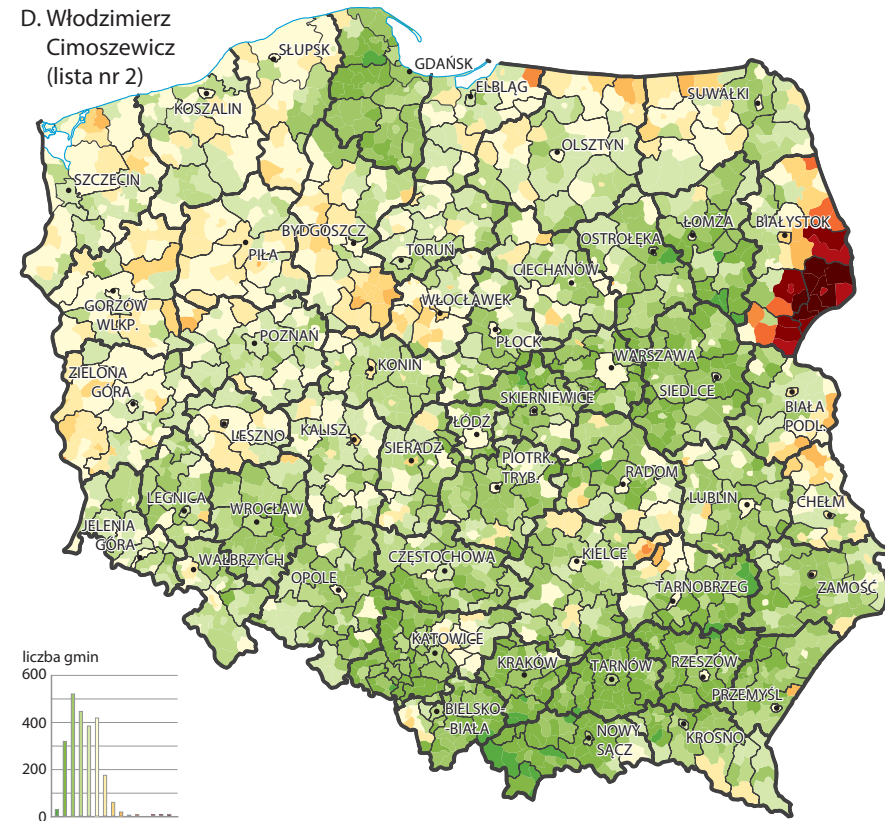 D. Włodzimierz
Cimoszewicz
(lista nr 2)
SŁUPSK
GDAŃSK
KOSZALIN
ELBLĄG
SUWAŁKI
OLSZTYN
SZCZECIN
BYDGOSZCZ
PIŁA
TORUŃ
OSTROŁĘKA
ŁOMŻA
BIAŁYSTOK
CIECHANÓW
GORZÓW
WLKP.
WŁOCŁAWEK
POZNAŃ
PŁOCK
WARSZAWA
ZIELONA
GÓRA
KONIN
SKIERNIEWICE
SIEDLCE
BIAŁA
PODL.
LESZNO
KALISZ
ŁÓDŹ
SIERADZ
PIOTRK.
TRYB.
RADOM
LUBLIN
CHEŁM
LEGNICA
WROCŁAW
JELENIA
GÓRA
WAŁBRZYCH
OPOLE
CZĘSTOCHOWA
KIELCE
TARNOBRZEG
ZAMOŚĆ
KATOWICE
KRAKÓW
TARNÓW
RZESZÓW
PRZEMYŚL
BIELSKO-
-BIAŁA
NOWY
SĄCZ
KROSNO
liczba gmin
600
400
200
0